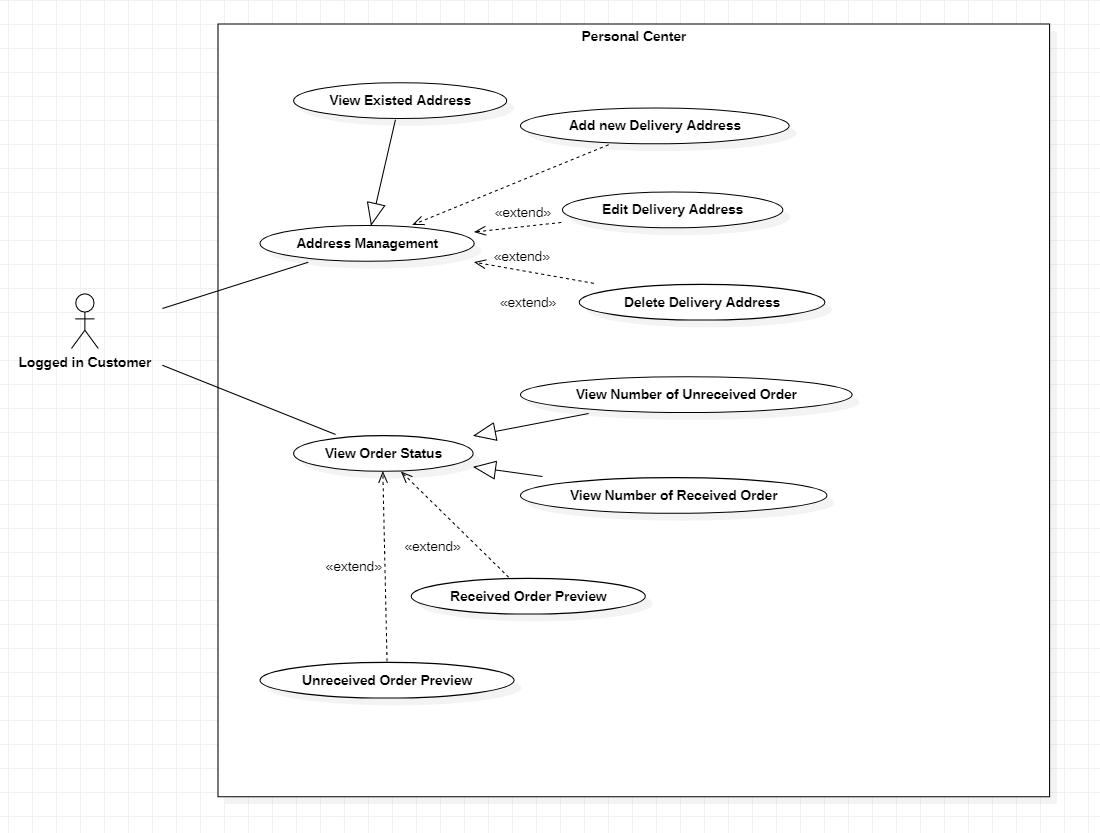 Personal Center
View Existed Address
Add new Delivery Address
«extend»
Edit Delivery Address
Address Management
«extend»
«extend»
Delete Delivery Address
Logged in Customer
View Number of Unreceived Order
View Order Status
View Number of Received Order
«extend»
«extend»
Received Order Preview
Unreceived Order Preview